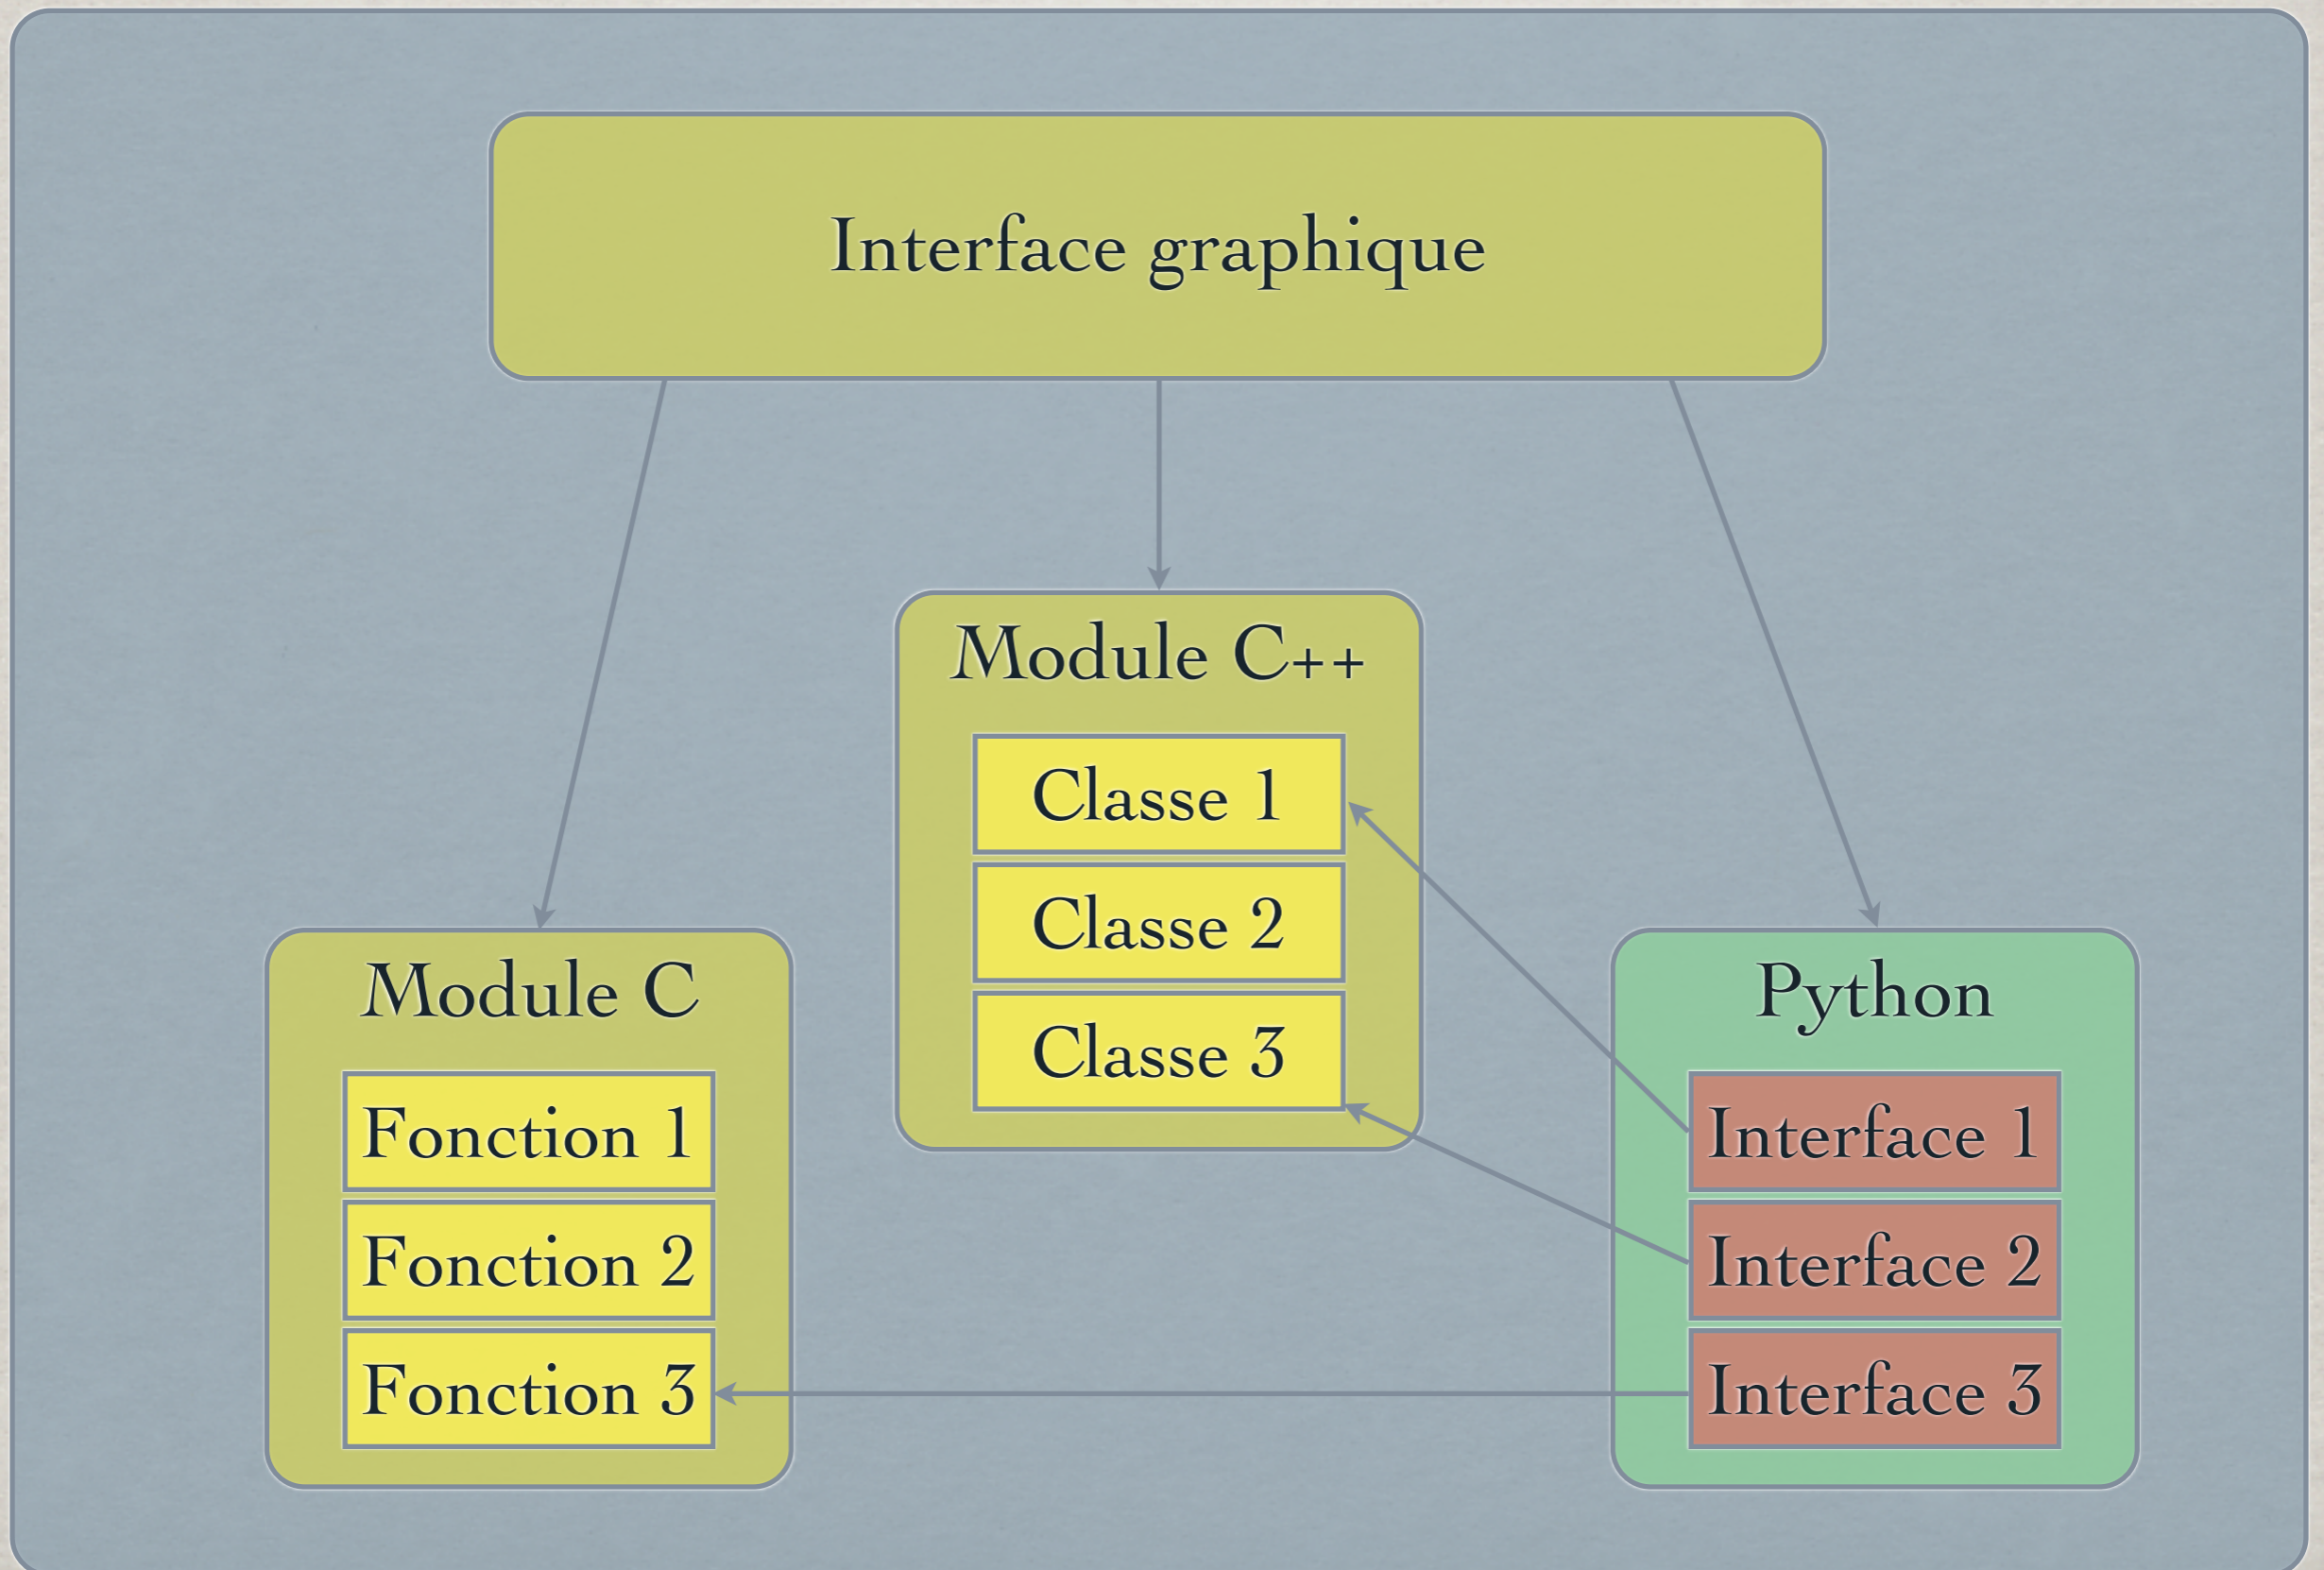 Interface graphique
Module C++
Classe 1
Classe 2
Classe 3
Module C
Fonction 1
Fonction 2
Fonction 3
Python
Interface 1
Interface 2
Interface 3